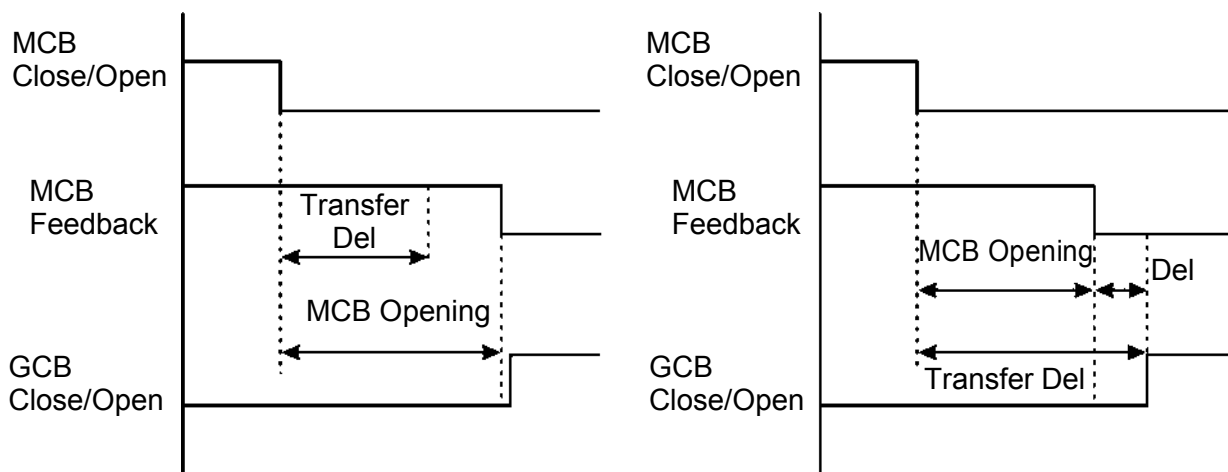 MCB
Close/Open
MCB
Feedback
Transfer
Del
MCB Opening
GCB
Close/Open
MCB
Close/Open
MCB
Feedback
MCB Opening
Del
Transfer Del
GCB
Close/Open